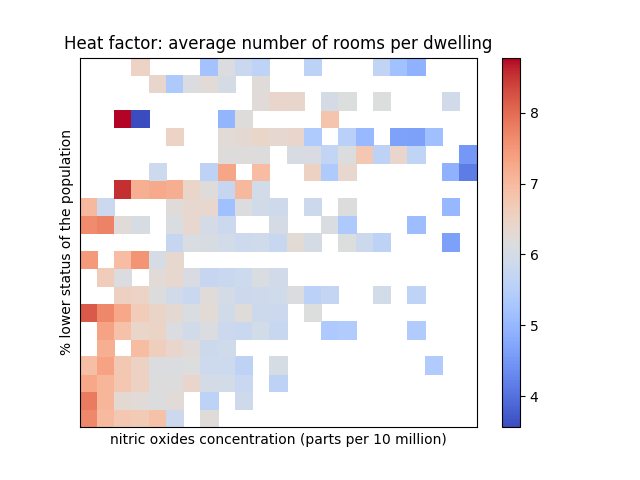 Heat factor: average number of rooms per dwelling
% lower status of the population
8
7
6
5
4
nitric oxides concentration (parts per 10 million)